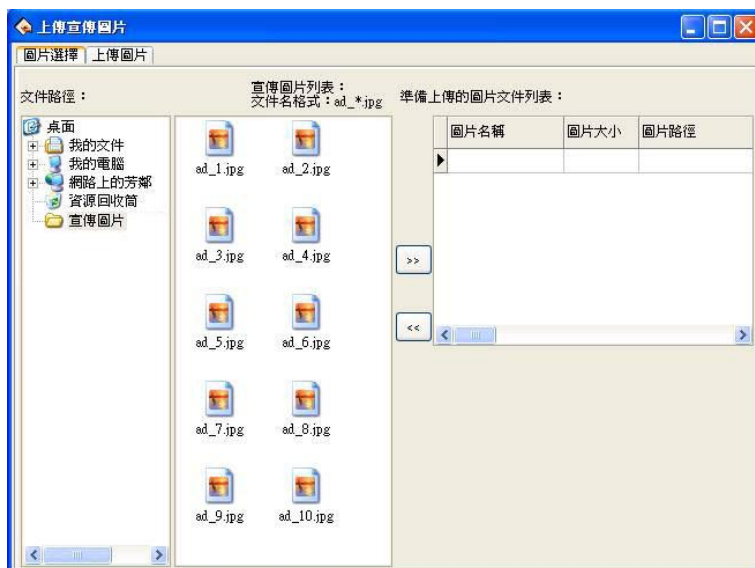 上傳宣傳圖片
圖片選擇 上傳圖片
文件路徑：
宣傳圖片列表：
文件名格式：ad_*jpg
準備上傳的圖片文件列表：
桌面
我的文件
我的電腦
網路上的芳鄰
資源回收筒
宣傳圖片
ad_1.jpg ad_2.jpg
ad_3.jpg ad_4.jpg
ad_5.jpg ad_6.jpg
ad_7.jpg ad_8.jpg
ad_9.jpg ad_10.jpg
>>
<<
圖片名稱 圖片大小 圖片路徑